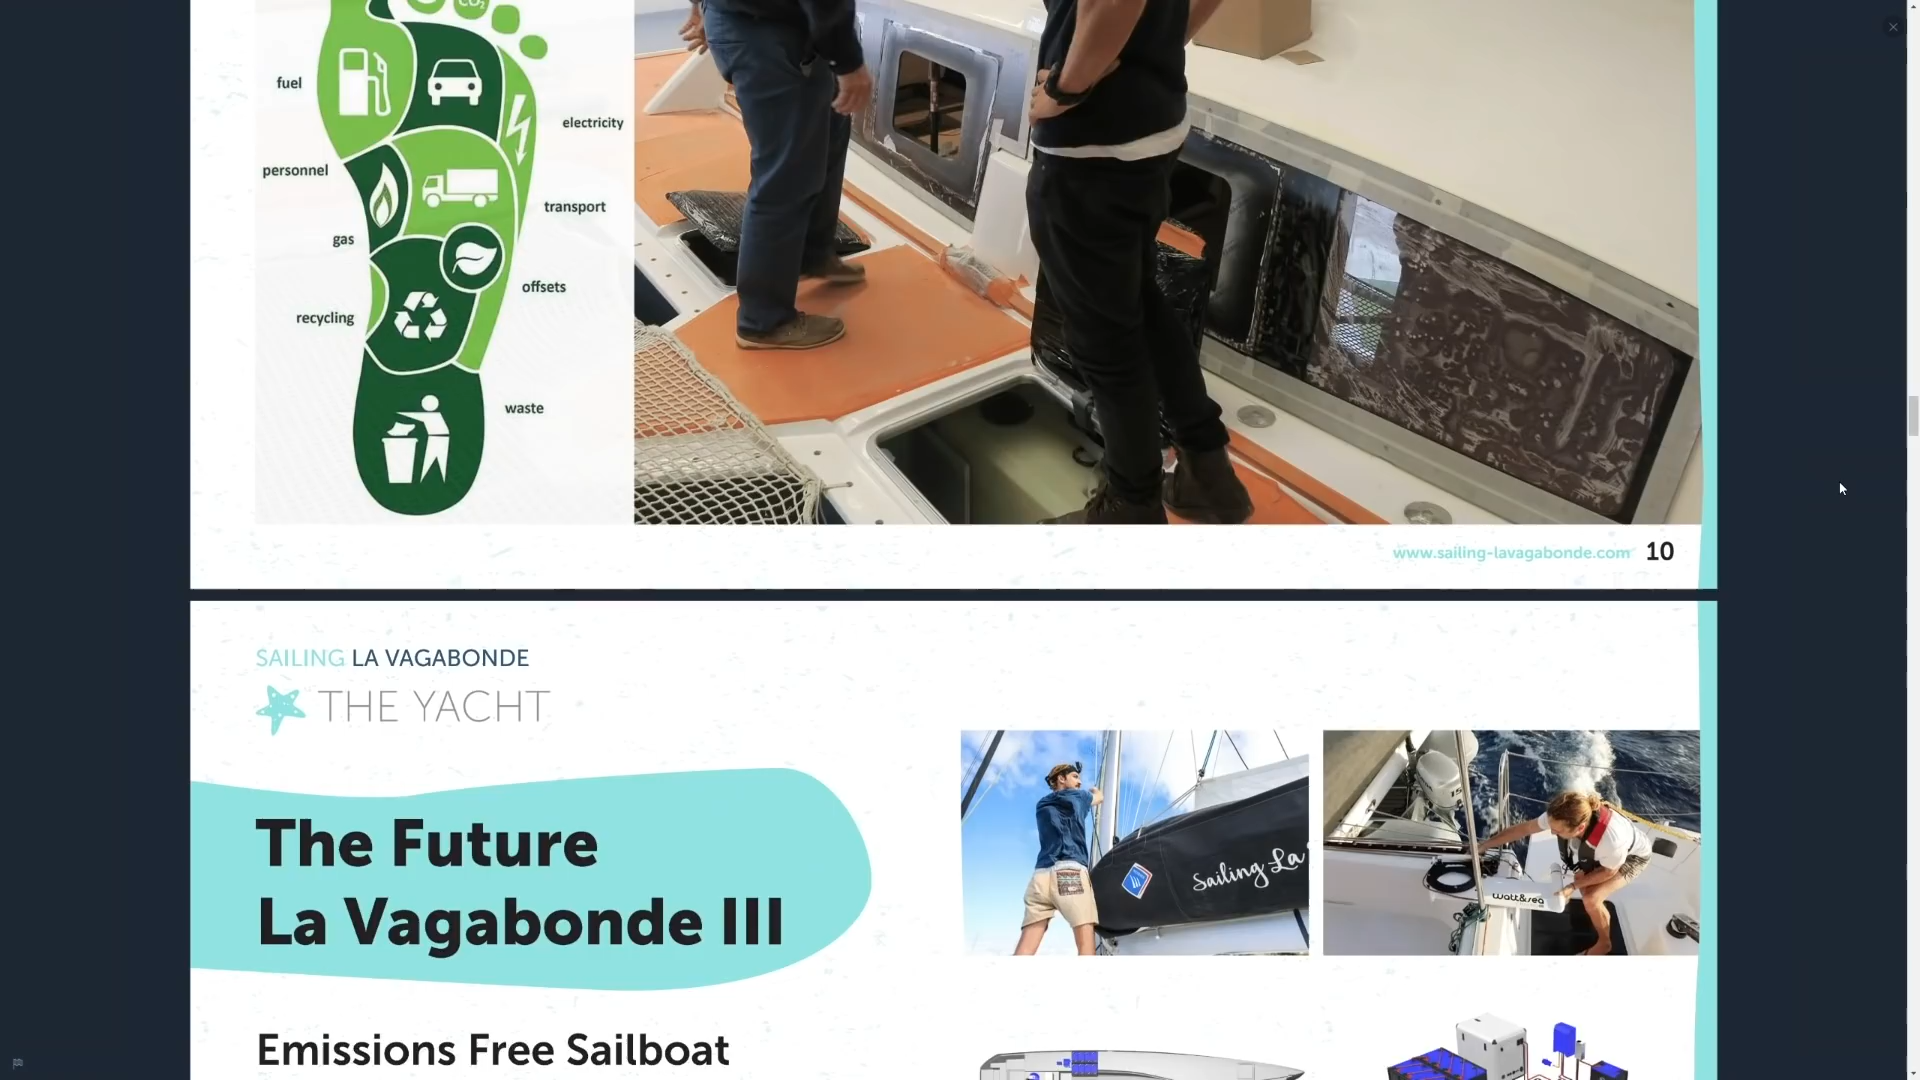 CO₂
fuel
electricity
personnel
transport
gas
offsets
recycling
waste
www.sailing-lavagabonde.com 10
SAILING LA VAGABONDE
THE YACHT
The Future
La Vagabonde III
Sailing La
watt&sea
Emissions Free Sailboat